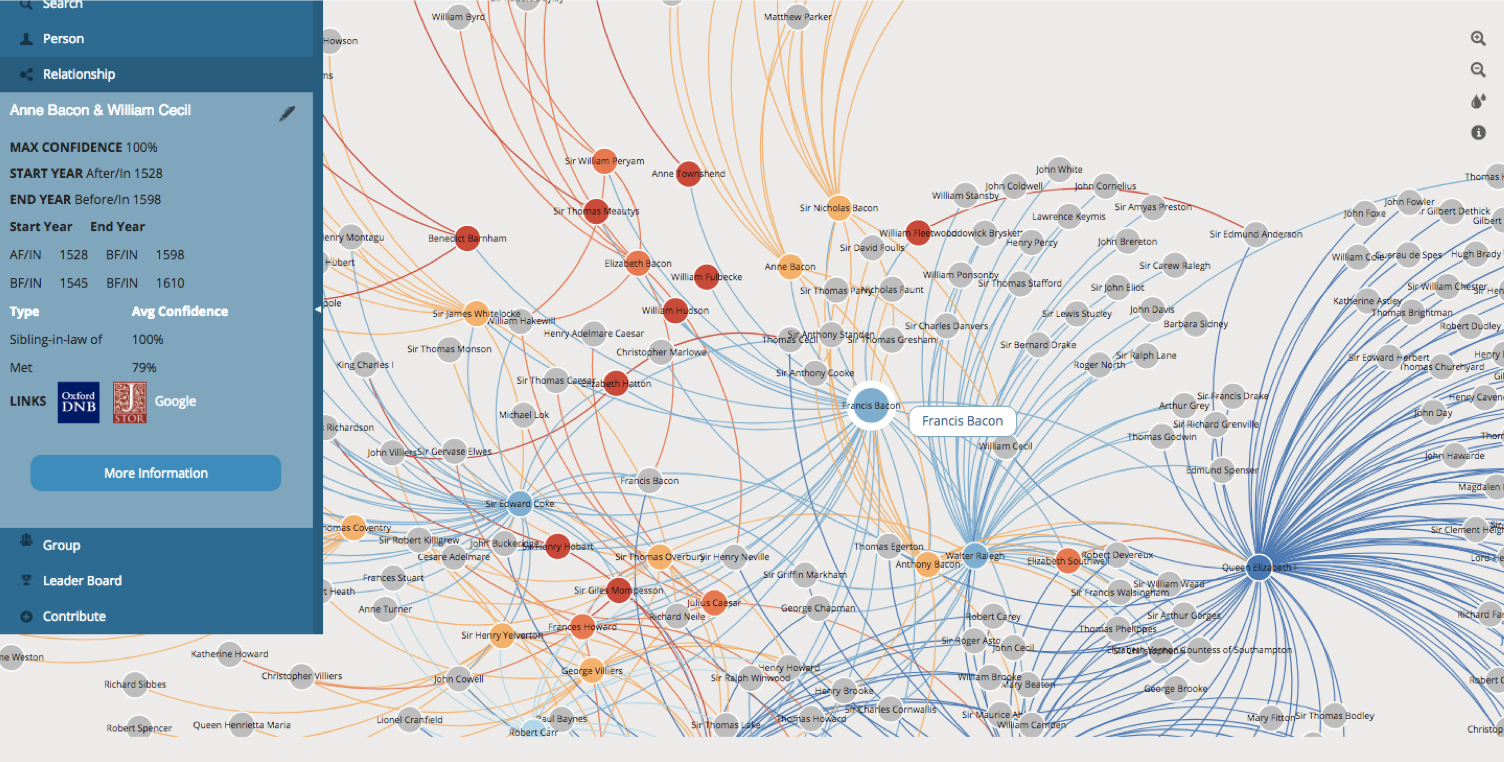 Search
Person
Relationship
Anne Bacon & William Cecil
MAX CONFIDENCE 100%
START YEAR After/In 1528
END YEAR Before/In 1598
Start Year End Year
AF/IN 1528 BF/IN 1598
BF/IN 1545 BF/IN 1610
Type Avg Confidence
Sibling-in-law of 100%
Met 79%
LINKS Oxford DNB JSTOR Google
More Information
Group
Leader Board
Contribute
William Byrd
Matthew Parker
Howson
Sir William Peryam
Anne Townshend
John White
John Coldwell
John Cornelius
William Stansby
Thomas H
Sir Thomas Meautys
Sir Nicholas Bacon
Lawrence Keymis
Sir Amyas Preston
John Foxe
John Fowler
Gilbert Dethick
Gilbert
Henry Montagu
Benedict Barnham
William Fleetwood
Lodowick Bryskett
Henry Percy
John Brereton
Sir Edmund Anderson
Sir David Foulis
Hubert
Elizabeth Bacon
William Fulbecke
Anne Bacon
William Ponsonby
Sir Carew Ralegh
William Cole
Hugh Brady
Sir Thomas Parry
Nicholas Faunt
Sir Thomas Stafford
Sir John Eliot
Sir William Chester
Katherine Astley
Sir James Whitelocke
William Hakewill
William Hudson
Sir Lewis Stucley
John Davis
Barbara Sidney
Thomas Brightman
Robert Dudley
Henry Adelmare Caesar
Thomas Cecil
Sir Anthony Standen
Sir Thomas Gresham
Sir Charles Danvers
Sir Thomas Monson
Christopher Marlowe
Sir Bernard Drake
Sir Ralph Lane
Roger North
Sir Edward Herbert
Thomas Churchyard
King Charles I
Sir Thomas Caesar
Elizabeth Hatton
Sir Anthony Cooke
Sir Francis Drake
Arthur Grey
Henry Cavend
Michael Lok
Francis Bacon
Francis Bacon
Sir Richard Grenville
John Day
Richardson
Thomas Godwin
John Villiers
Sir Gervase Elwes
William Cecil
John Hawarde
Francis Bacon
Edmund Spenser
Magdalen
Sir Edward Coke
Thomas Coventry
Sir Robert Killigrew
John Buckeridge
Sir Henry Hobart
Cesare Adelmare
Sir Thomas Overbury
Sir Henry Neville
Thomas Egerton
Anthony Bacon
Walter Ralegh
Elizabeth Southwell
Robert Devereux
Queen Elizabeth I
Sir Clement Heigh
Lord He
Frances Stuart
Heath
Sir Giles Mompesson
Sir Griffin Markham
Sir William Waad
Sir Francis Walsingham
Anne Turner
Julius Caesar
Richard Neile
George Chapman
Robert Carey
Sir Arthur Gorges
Richard Fa
Sir Henry Yelverton
Frances Howard
Thomas Phelippes
Sir Roger Asto
John Cecil
Elizabeth Vernon Countess of Southampton
me Weston
Katherine Howard
Christopher Villiers
Richard Sibbes
John Cowell
George Villiers
Henry Howard
Sir Ralph Winwood
William Brooke
Mary Beaton
George Brooke
Robert C
Henry Brooke
Robert Spencer
Queen Henrietta Maria
Lionel Cranfield
Paul Baynes
Robert Carr
Sir Thomas Lake
Thomas Howard
Sir Charles Cornwallis
Sir Maurice
William Camden
Mary Fitton
Sir Thomas Bodley
Christop